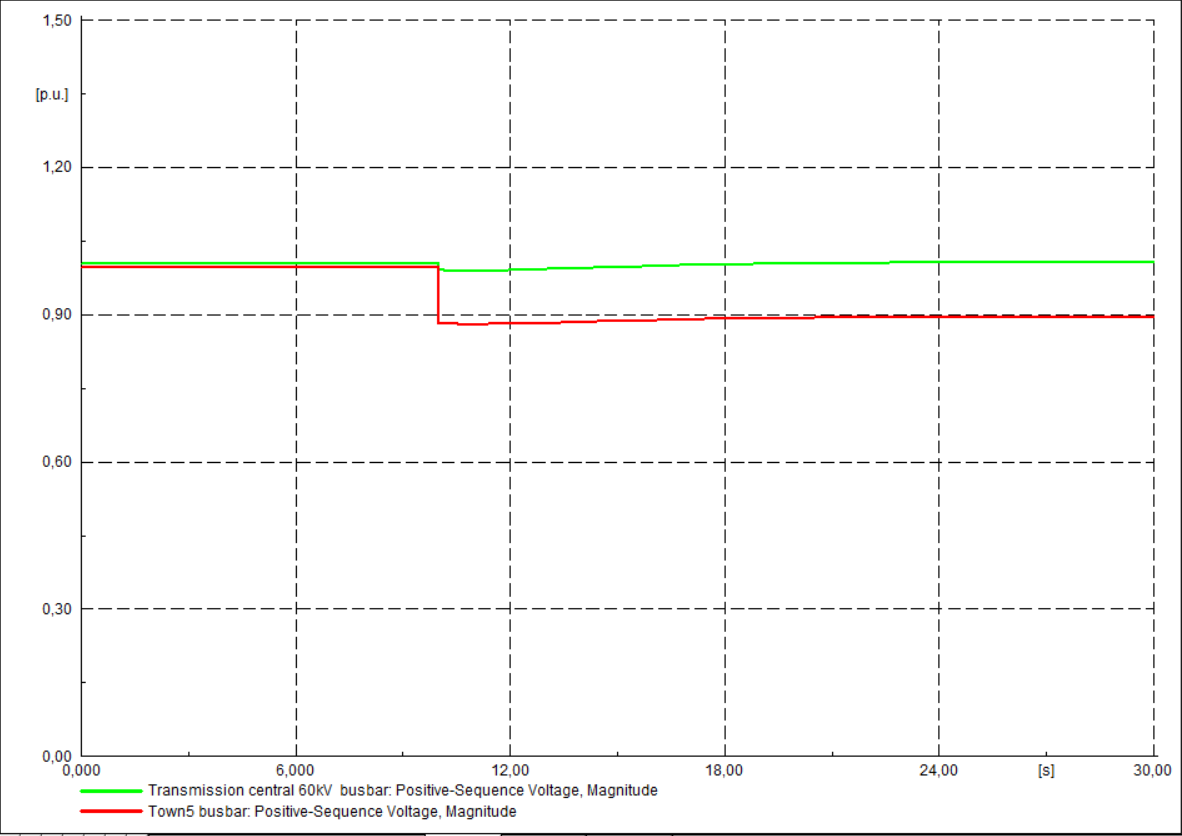 1,50
[p.u.]
1,20
0,90
0,60
0,30
0,00
0,000 6,000 12,00 18,00 24,00 [s] 30,00
Transmission central 60kV  busbar: Positive-Sequence Voltage, Magnitude
Town5 busbar: Positive-Sequence Voltage, Magnitude